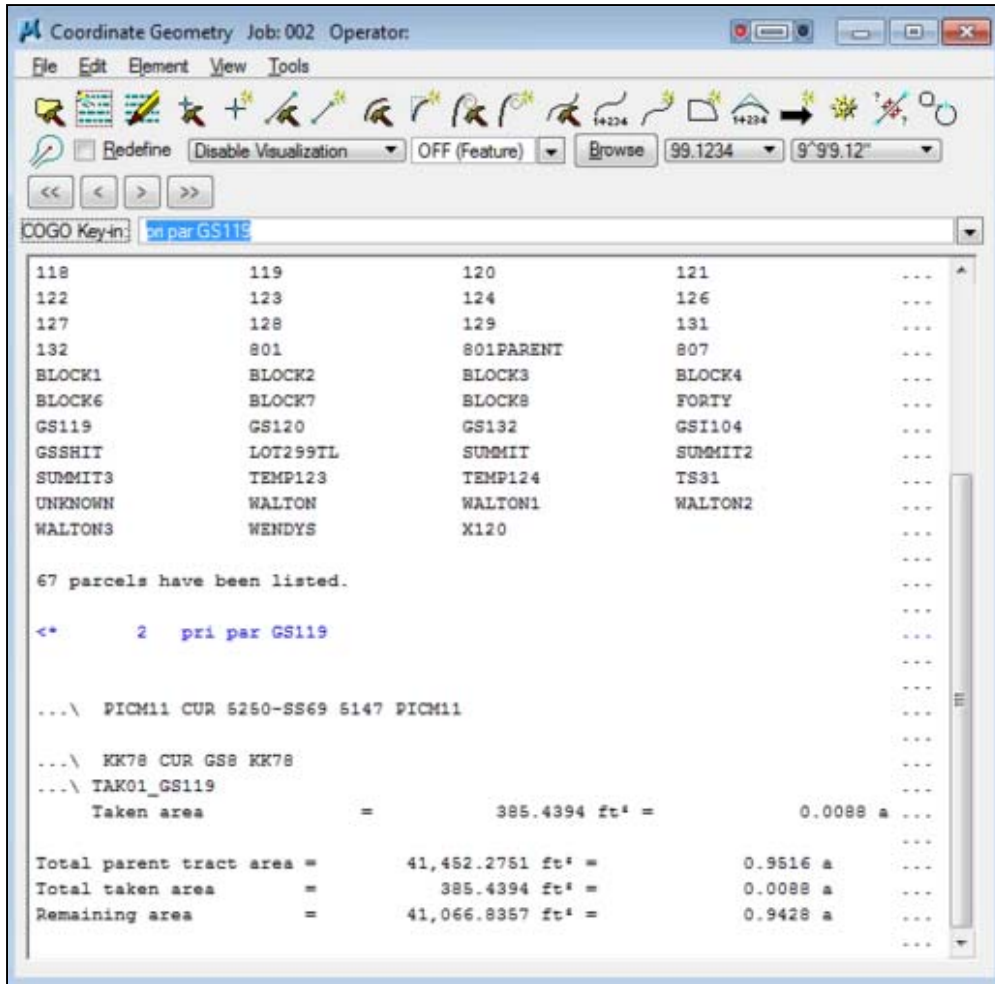 Coordinate Geometry Job: 002 Operator:
File Edit Element View Tools
1+234 1+234
Redefine Disable Visualization OFF (Feature) Browse 99.1234 9^9'9.12"
<< < > >>
COGO Key-in: pri par GS119
118 119 120 121 ...
122 123 124 126 ...
127 128 129 131 ...
132 801 801PARENT 807 ...
BLOCK1 BLOCK2 BLOCK3 BLOCK4 ...
BLOCK6 BLOCK7 BLOCK8 FORTY ...
GS119 GS120 GS132 GSI104 ...
GSSHIT LOT299TL SUMMIT SUMMIT2 ...
SUMMIT3 TEMP123 TEMP124 TS31 ...
UNKNOWN WALTON WALTON1 WALTON2 ...
WALTON3 WENDYS X120 ...
...
67 parcels have been listed. ...
...
<* 2 pri par GS119 ...
...
...
...\ PICM11 CUR 5250-SS69 5147 PICM11 ...
...
...\ KK78 CUR GS8 KK78 ...
...\ TAK01_GS119 ...
Taken area = 385.4394 ft² = 0.0088 a ...
...
Total parent tract area = 41,452.2751 ft² = 0.9516 a ...
Total taken area = 385.4394 ft² = 0.0088 a ...
Remaining area = 41,066.8357 ft² = 0.9428 a ...
...